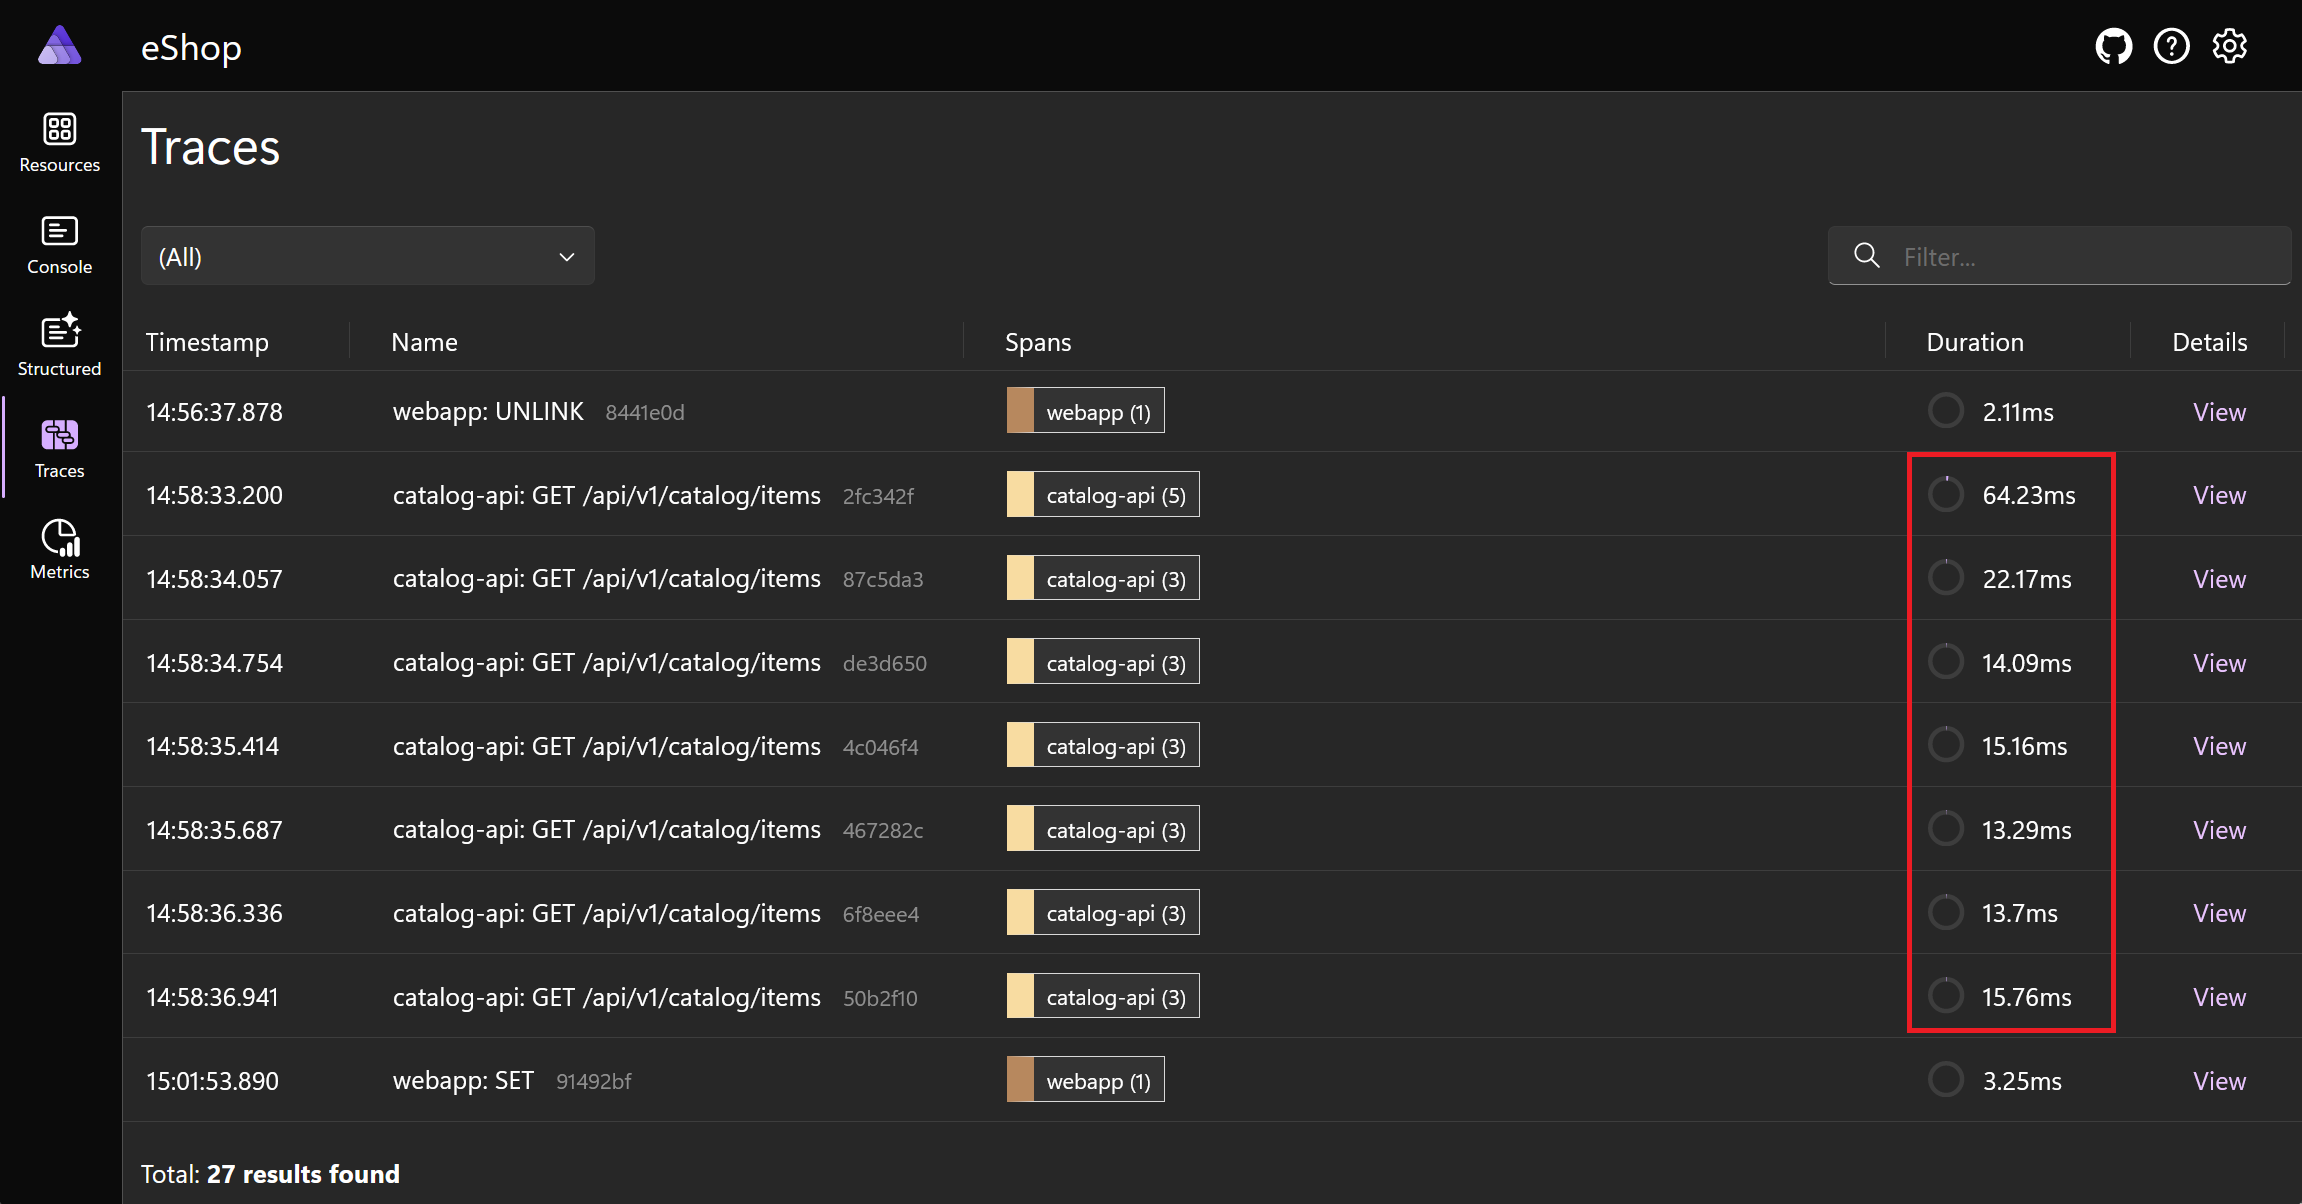 eShop
Resources
Console
Structured
Traces
Metrics
Traces
(All)
Filter...
Timestamp Name Spans Duration Details
14:56:37.878 webapp: UNLINK 8441e0d webapp (1) 2.11ms View
14:58:33.200 catalog-api: GET /api/v1/catalog/items 2fc342f catalog-api (5) 64.23ms View
14:58:34.057 catalog-api: GET /api/v1/catalog/items 87c5da3 catalog-api (3) 22.17ms View
14:58:34.754 catalog-api: GET /api/v1/catalog/items de3d650 catalog-api (3) 14.09ms View
14:58:35.414 catalog-api: GET /api/v1/catalog/items 4c046f4 catalog-api (3) 15.16ms View
14:58:35.687 catalog-api: GET /api/v1/catalog/items 467282c catalog-api (3) 13.29ms View
14:58:36.336 catalog-api: GET /api/v1/catalog/items 6f8eee4 catalog-api (3) 13.7ms View
14:58:36.941 catalog-api: GET /api/v1/catalog/items 50b2f10 catalog-api (3) 15.76ms View
15:01:53.890 webapp: SET 91492bf webapp (1) 3.25ms View
Total: 27 results found